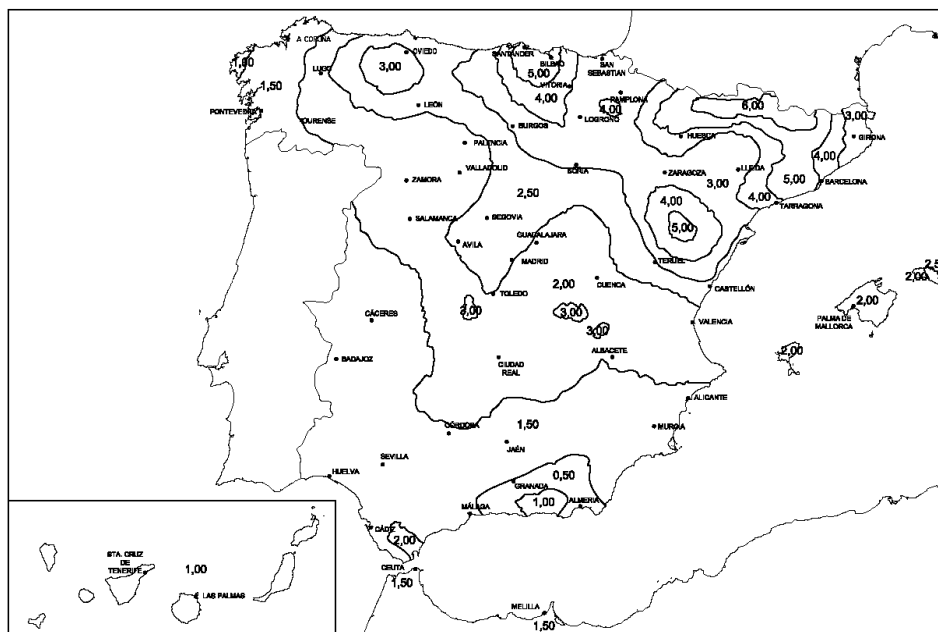 A CORUÑA
1,00
1,50
LUGO
PONTEVEDRA
OURENSE
OVIEDO
3,00
LEÓN
SANTANDER
BILBAO
5,00
VITORIA
4,00
SAN
SEBASTIAN
PAMPLONA
4,00
LOGROÑO
BURGOS
PALENCIA
VALLADOLID
ZAMORA
SORIA
2,50
SALAMANCA
SEGOVIA
AVILA
GUADALAJARA
MADRID
6,00
HUESCA
ZARAGOZA
LLEIDA
3,00
4,00
5,00
3,00
GIRONA
4,00
5,00
BARCELONA
4,00
TARRAGONA
TERUEL
CASTELLÓN
2,00
CUENCA
TOLEDO
3,00
3,00
3,00
VALENCIA
CÁCERES
BADAJOZ
CIUDAD
REAL
ALBACETE
2,00
PALMA DE
MALLORCA
2,00
2,00
ALICANTE
MURCIA
CÓRDOBA
1,50
JAÉN
SEVILLA
HUELVA
0,50
GRANADA
1,00
ALMERIA
MÁLAGA
CÁDIZ
2,00
CEUTA
1,50
MELILLA
1,50
STA. CRUZ
DE
TENERIFE
1,00
LAS PALMAS